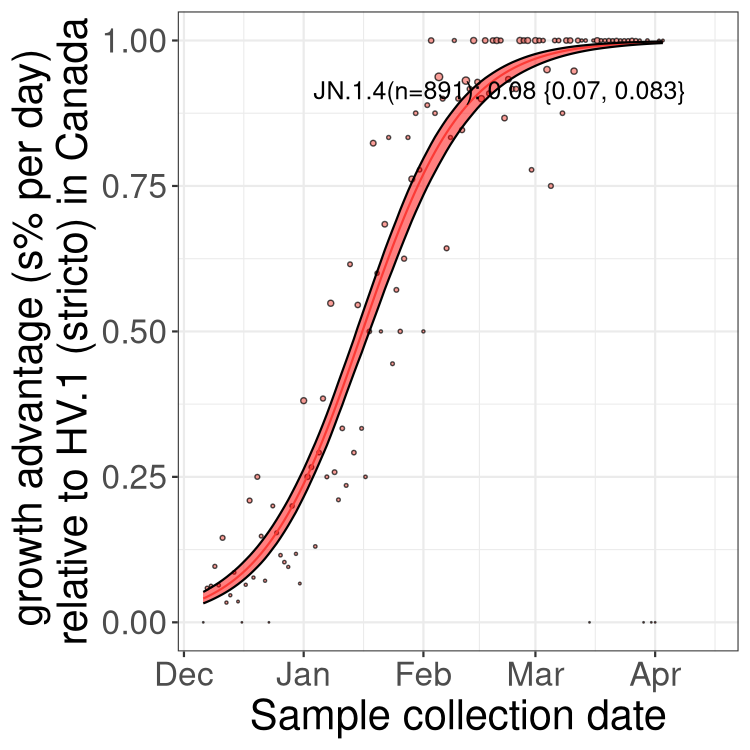 growth advantage (s% per day)
relative to HV.1 (stricto) in Canada
1.00
0.75
0.50
0.25
0.00
JN.1.4(n=891): 0.08 {0.07, 0.083}
Dec Jan Feb Mar Apr
Sample collection date